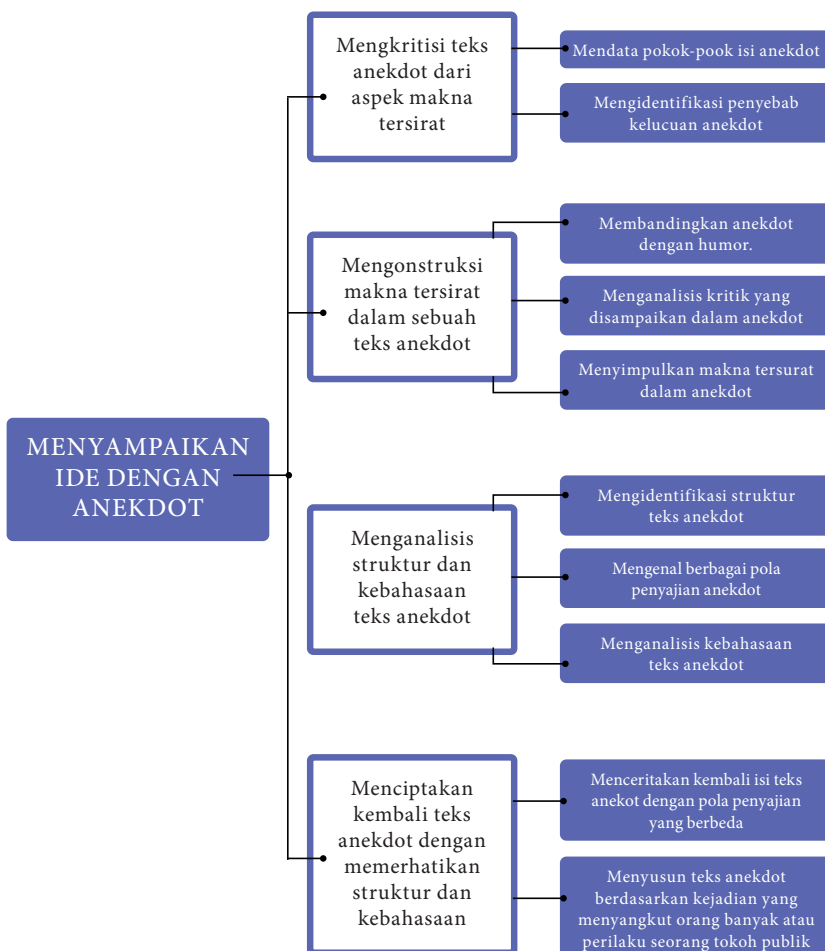 MENYAMPAIKAN
IDE DENGAN
ANEKDOT
Mengkritisi teks
anekdot dari
aspek makna
tersirat
Mendata pokok-pook isi anekdot
Mengidentifikasi penyebab
kelucuan anekdot
Mengonstruksi
makna tersirat
dalam sebuah
teks anekdot
Membandingkan anekdot
dengan humor.
Menganalisis kritik yang
disampaikan dalam anekdot
Menyimpulkan makna tersurat
dalam anekdot
Menganalisis
struktur dan
kebahasaan
teks anekdot
Mengidentifikasi struktur
teks anekdot
Mengenal berbagai pola
penyajian anekdot
Menganalisis kebahasaan
teks anekdot
Menciptakan
kembali teks
anekdot dengan
memerhatikan
struktur dan
kebahasaan
Menceritakan kembali isi teks
anekot dengan pola penyajian
yang berbeda
Menyusun teks anekdot
berdasarkan kejadian yang
menyangkut orang banyak atau
perilaku seorang tokoh publik